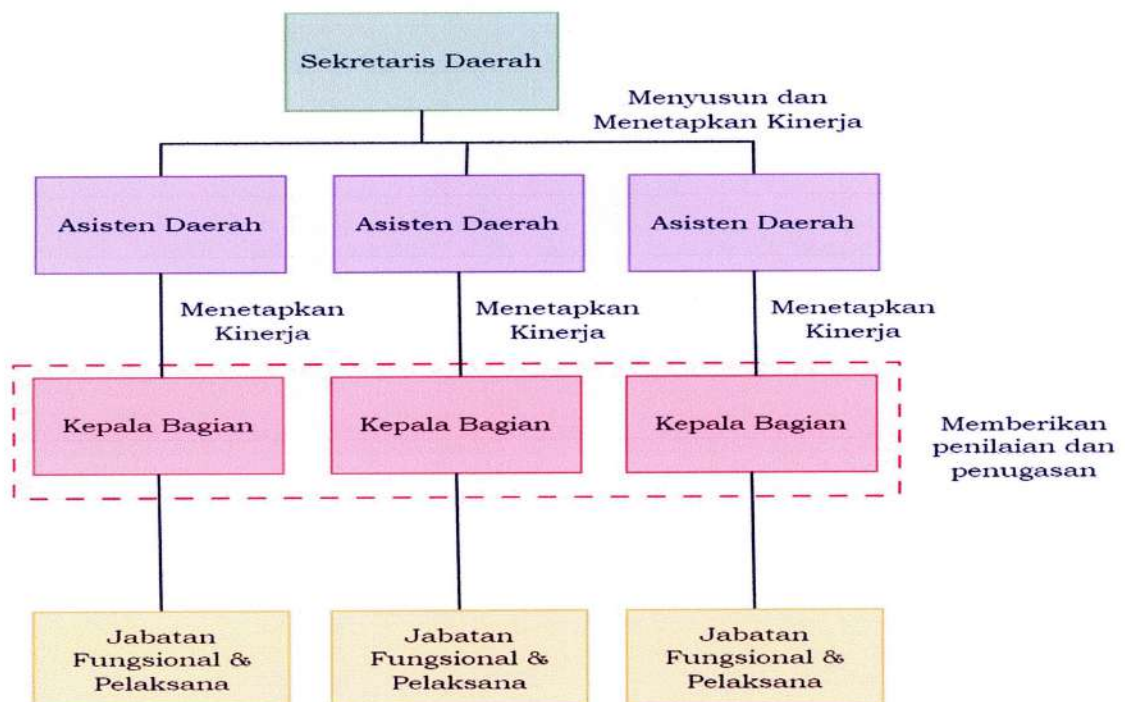 Sekretaris Daerah
Menyusun dan
Menetapkan Kinerja
Asisten Daerah
Asisten Daerah
Asisten Daerah
Menetapkan
Kinerja
Menetapkan
Kinerja
Menetapkan
Kinerja
Kepala Bagian
Kepala Bagian
Kepala Bagian
Memberikan
penilaian dan
penugasan
Jabatan
Fungsional &
Pelaksana
Jabatan
Fungsional &
Pelaksana
Jabatan
Fungsional &
Pelaksana